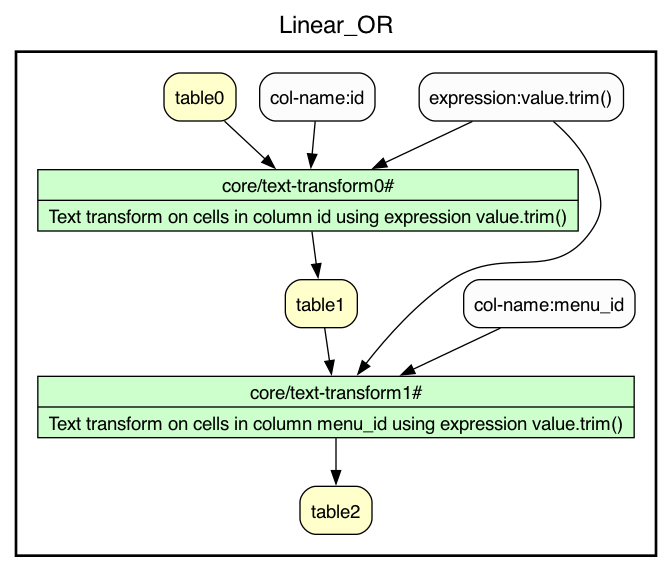 Linear_OR
table0
col-name:id
expression:value.trim()
core/text-transform0#
Text transform on cells in column id using expression value.trim()
table1
col-name:menu_id
core/text-transform1#
Text transform on cells in column menu_id using expression value.trim()
table2